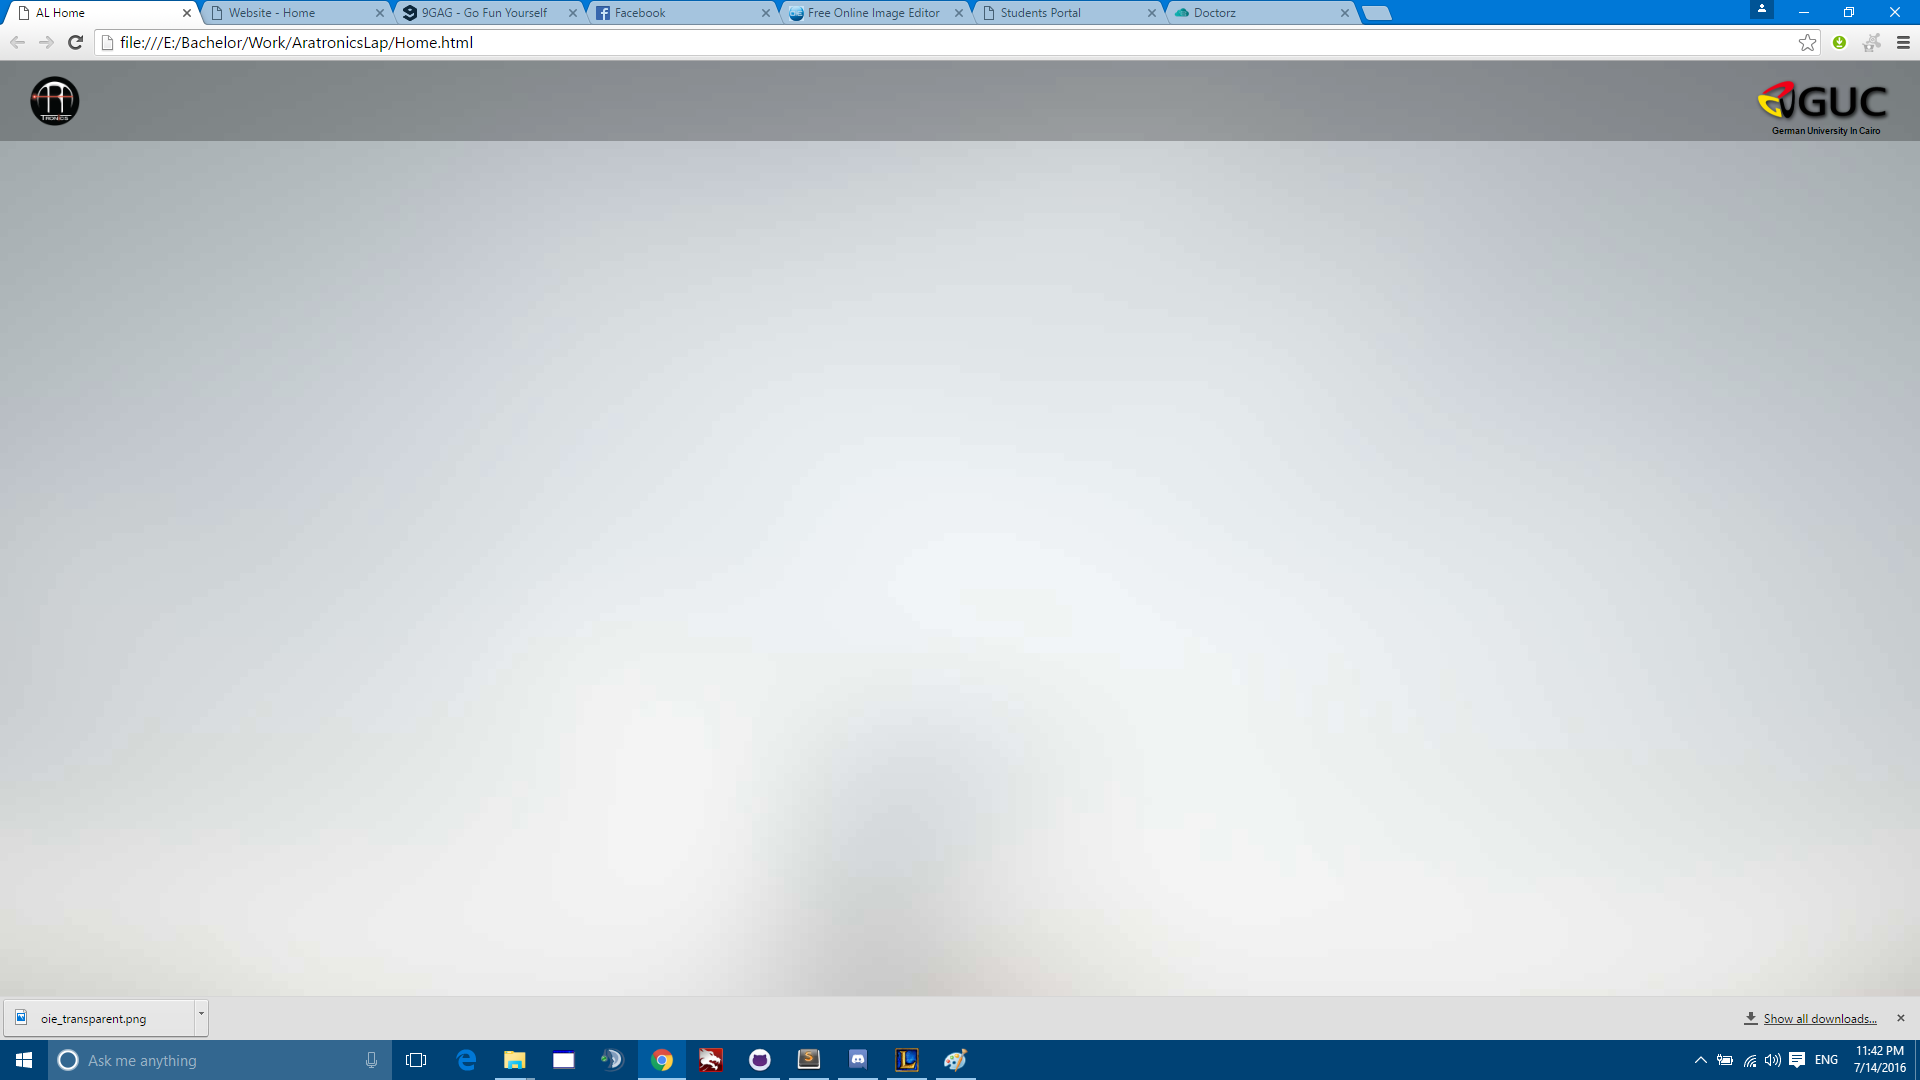 AL Home
Website - Home
9GAG - Go Fun Yourself
Facebook
Free Online Image Editor
Students Portal
Doctorz
file:///E:/Bachelor/Work/AratronicsLap/Home.html
AR
TRONICS
GUC
German University In Cairo
oie_transparent.png
Show all downloads...
Ask me anything
ENG
11:42 PM
7/14/2016